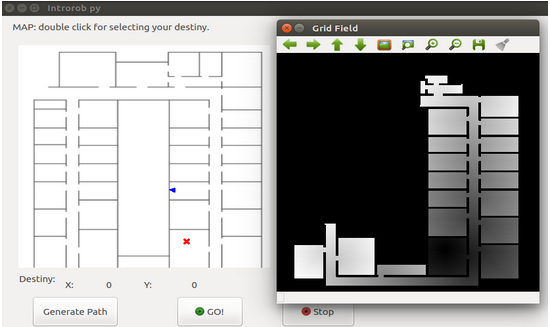 Introrob py
MAP: double click for selecting your destiny.
Grid Field
Destiny:
X: 0 Y: 0
Generate Path
GO!
Stop